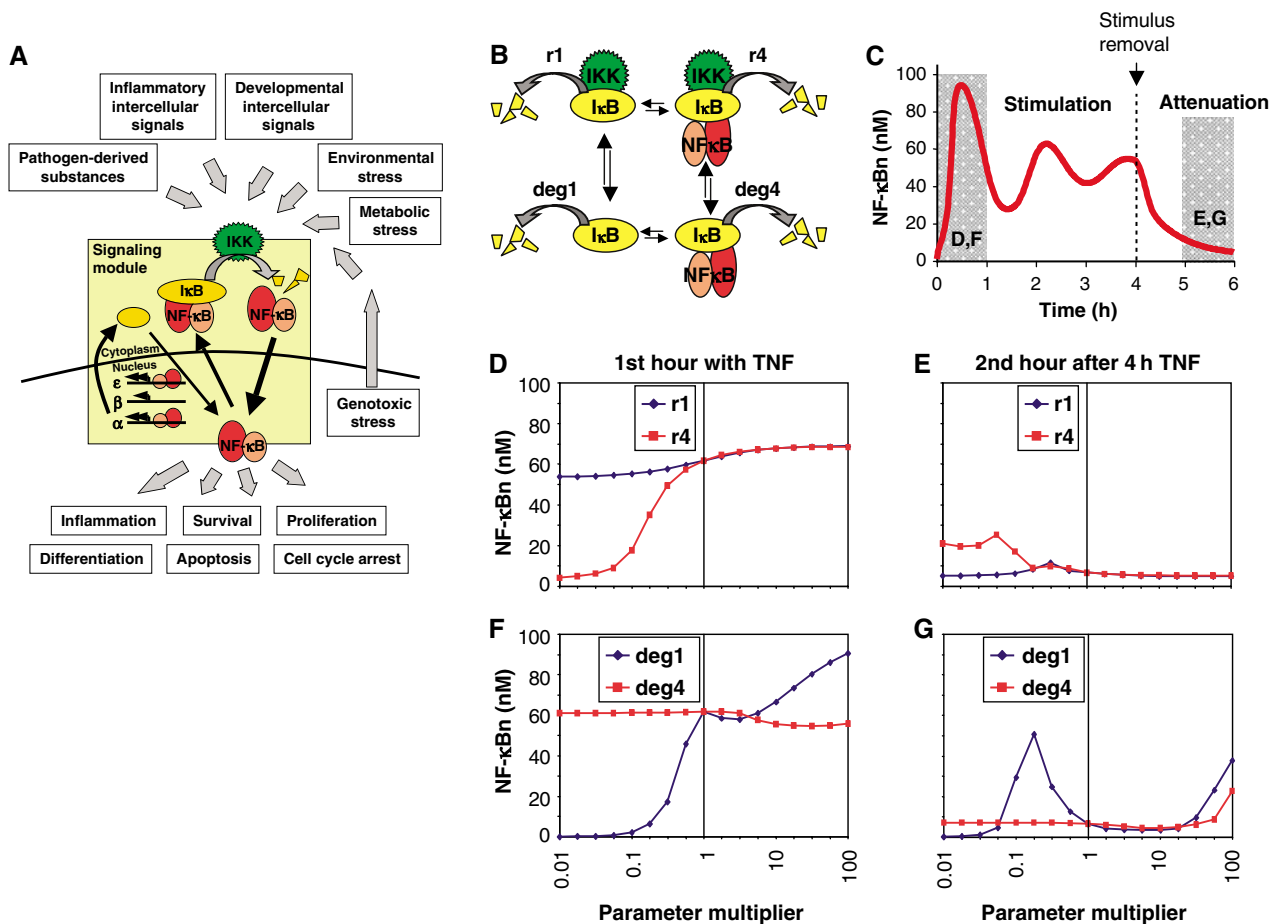 A
Inflammatory
intercellular
signals
Developmental
intercellular
signals
Pathogen-derived
substances
Environmental
stress
Metabolic
stress
IKK
Signaling
module
IκB
NF-κB
NF-κB
Cytoplasm
Nucleus
ε
β
α
NF-κB
Genotoxic
stress
Inflammation
Survival
Proliferation
Differentiation
Apoptosis
Cell cycle arrest
B
r1
IKK
IKK
r4
IκB
IκB
NFκB
deg1
deg4
IκB
IκB
NFκB
Stimulus
removal
C
NF-κBn (nM)
100
80
60
40
20
0
Stimulation
Attenuation
D,F
E,G
0
1
2
3
4
5
6
Time (h)
D
1st hour with TNF
NF-κBn (nM)
100
80
60
40
20
0
r1
r4
E
2nd hour after 4 h TNF
r1
r4
F
NF-κBn (nM)
100
80
60
40
20
0
deg1
deg4
0.01
0.1
1
10
100
Parameter multiplier
G
deg1
deg4
0.01
0.1
1
10
100
Parameter multiplier